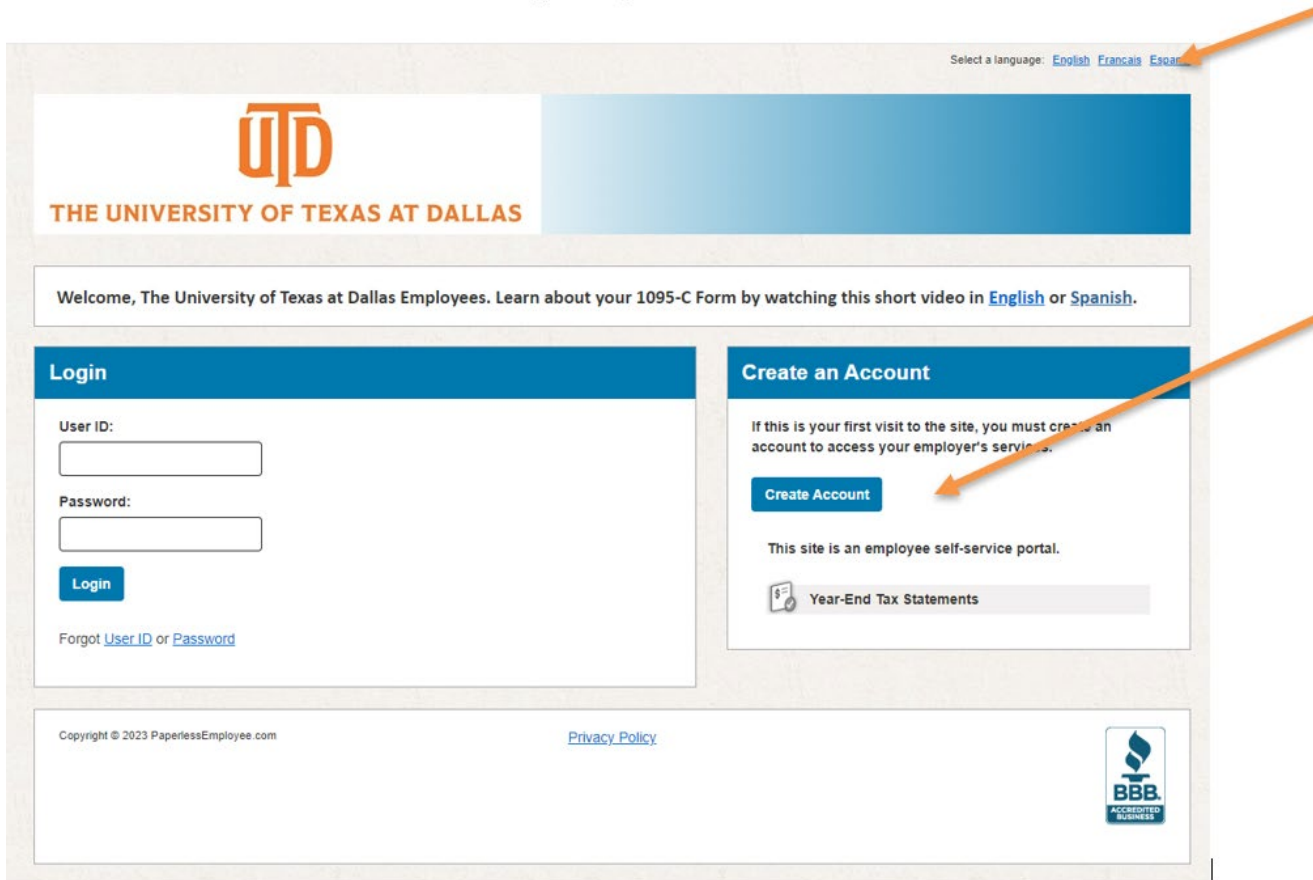 Select a language: English Francais
UTD
THE UNIVERSITY OF TEXAS AT DALLAS
Welcome, The University of Texas at Dallas Employees. Learn about your 1095-C Form by watching this short video in English or Spanish.
Login
User ID:
Password:
Login
Forgot User ID or Password
Create an Account
If this is your first visit to the site, you must create an
account to access your employer's services.
Create Account
This site is an employee self-service portal.
Year-End Tax Statements
Copyright © 2023 PaperlessEmployee.com
Privacy Policy
BBB.
ACCREDITED
BUSINESS